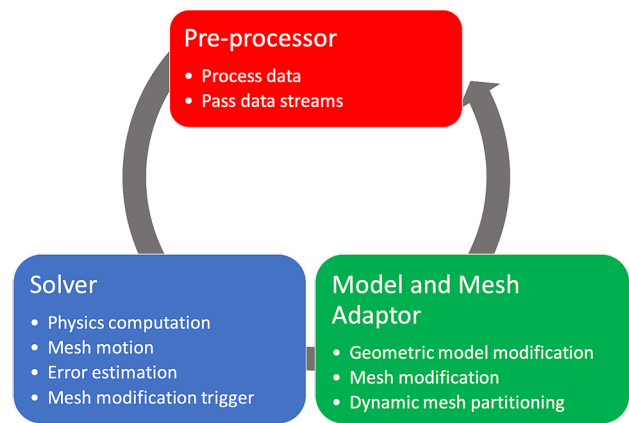 Pre-processor
• Process data
• Pass data streams
Solver
• Physics computation
• Mesh motion
• Error estimation
• Mesh modification trigger
Model and Mesh
Adaptor
• Geometric model modification
• Mesh modification
• Dynamic mesh partitioning